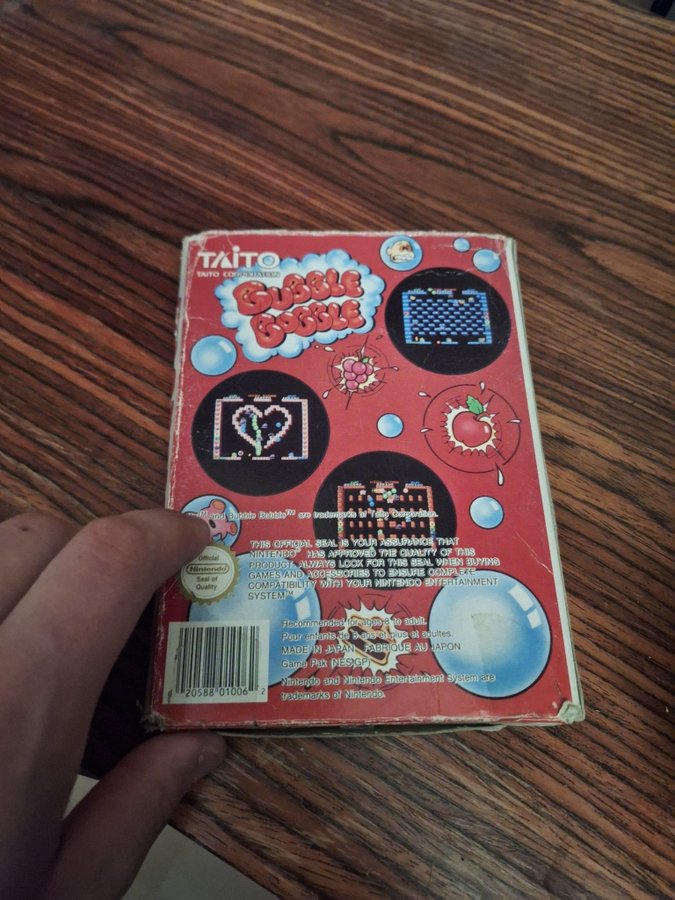 TAITO
TAITO CORPORATION
BUBBLE
BOBBLE
TM and Bubble Bobble™ are trademarks of Taito Corporation.
THIS OFFICIAL SEAL IS YOUR ASSURANCE THAT
NINTENDO® HAS APPROVED THE QUALITY OF THIS
PRODUCT. ALWAYS LOOK FOR THIS SEAL WHEN BUYING
GAMES AND ACCESSORIES TO ENSURE COMPLETE
COMPATIBILITY WITH YOUR NINTENDO ENTERTAINMENT
SYSTEM™
Official
Nintendo
Seal of
Quality
Recommended for ages 8 to adult.
Pour enfants de 8 ans et plus et adultes.
MADE IN JAPAN FABRIQUE AU JAPON
Game Pak (NES-GP)
Nintendo and Nintendo Entertainment System are
trademarks of Nintendo.
20588 01006 2